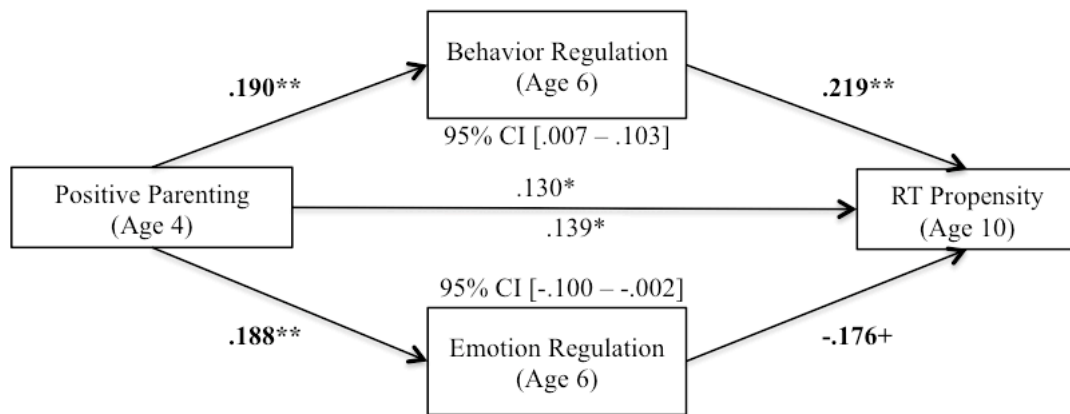 Behavior Regulation
(Age 6)
.190**
.219**
95% CI [.007 – .103]
Positive Parenting
(Age 4)
.130*
.139*
RT Propensity
(Age 10)
95% CI [-.100 – -.002]
.188**
Emotion Regulation
(Age 6)
-.176+